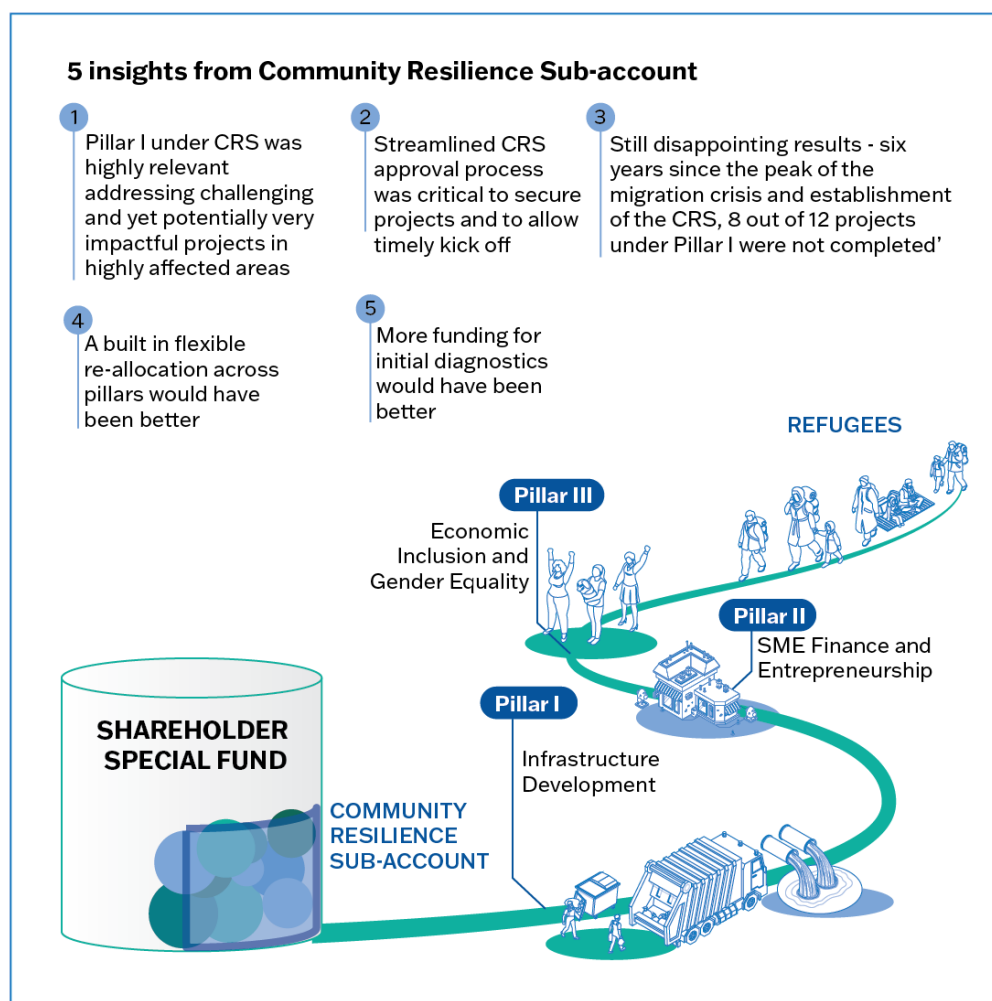 5 insights from Community Resilience Sub-account
1
Pillar I under CRS was
highly relevant
addressing challenging
and yet potentially very
impactful projects in
highly affected areas
2
Streamlined CRS
approval process
was critical to secure
projects and to allow
timely kick off
3
Still disappointing results - six
years since the peak of the
migration crisis and establishment
of the CRS, 8 out of 12 projects
under Pillar I were not completed’
4
A built in flexible
re-allocation across
pillars would have
been better
5
More funding for
initial diagnostics
would have been
better
REFUGEES
Pillar III
Economic
Inclusion and
Gender Equality
Pillar II
SME Finance and
Entrepreneurship
Pillar I
Infrastructure
Development
SHAREHOLDER
SPECIAL FUND
COMMUNITY
RESILIENCE
SUB-ACCOUNT